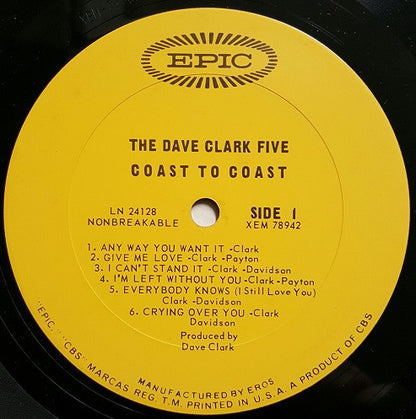 EPIC
THE DAVE CLARK FIVE
COAST TO COAST
LN 24128
NONBREAKABLE
SIDE 1
XEM 78942
1. ANY WAY YOU WANT IT -Clark
2. GIVE ME LOVE -Clark -Payton
3. I CAN'T STAND IT -Clark -Davidson
4. I'M LEFT WITHOUT YOU -Clark -Payton
5. EVERYBODY KNOWS (I Still Love You)
Clark -Davidson
6. CRYING OVER YOU -Clark
Davidson
Produced by
Dave Clark
MANUFACTURED BY EROS
"EPIC," "CBS" MARCAS REG. T.M. PRINTED IN U.S.A. A PRODUCT OF CBS